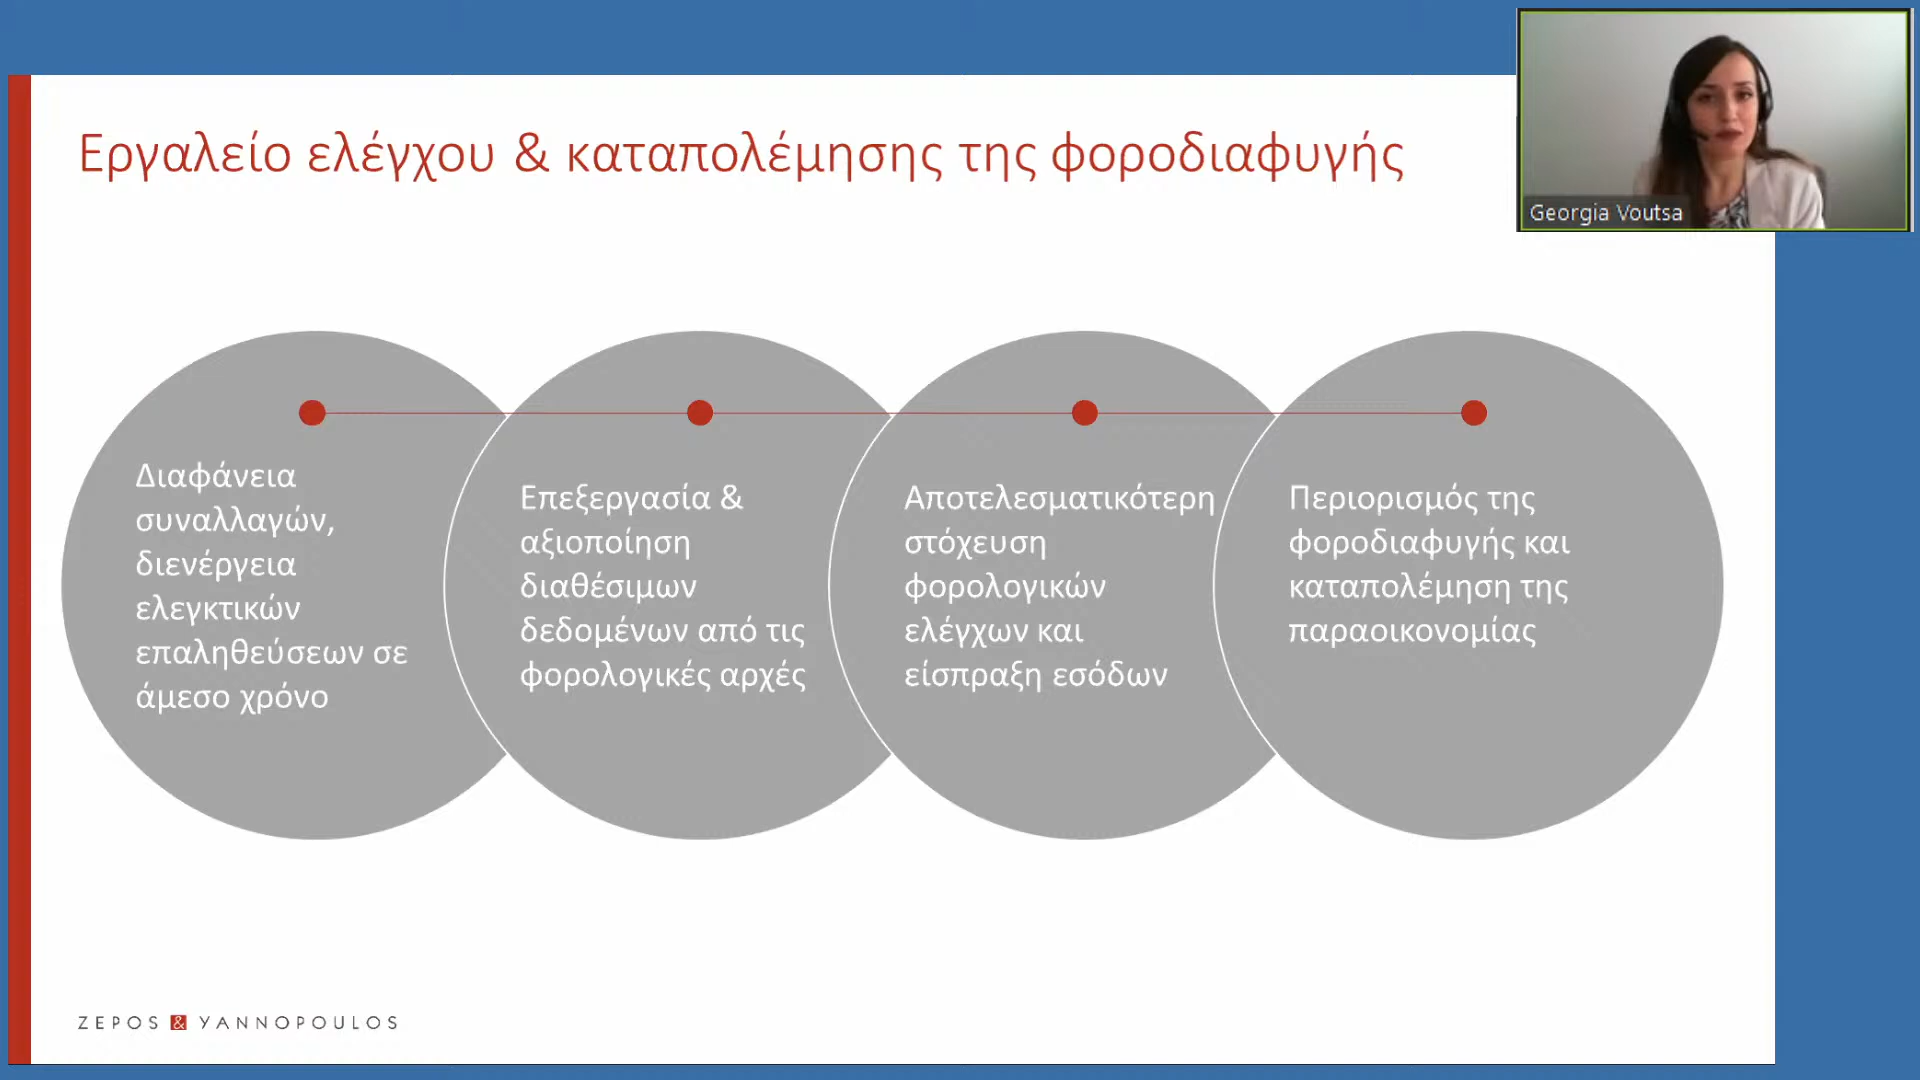 Εργαλείο ελέγχου & καταπολέμησης της φοροδιαφυγής
Georgia Voutsa
Διαφάνεια
συναλλαγών,
διενέργεια
ελεγκτικών
επαληθεύσεων σε
άμεσο χρόνο
Επεξεργασία &
αξιοποίηση
διαθέσιμων
δεδομένων από τις
φορολογικές αρχές
Αποτελεσματικότερη
στόχευση
φορολογικών
ελέγχων και
είσπραξη εσόδων
Περιορισμός της
φοροδιαφυγής και
καταπολέμηση της
παραοικονομίας
ZEPOS & YANNOPOULOS